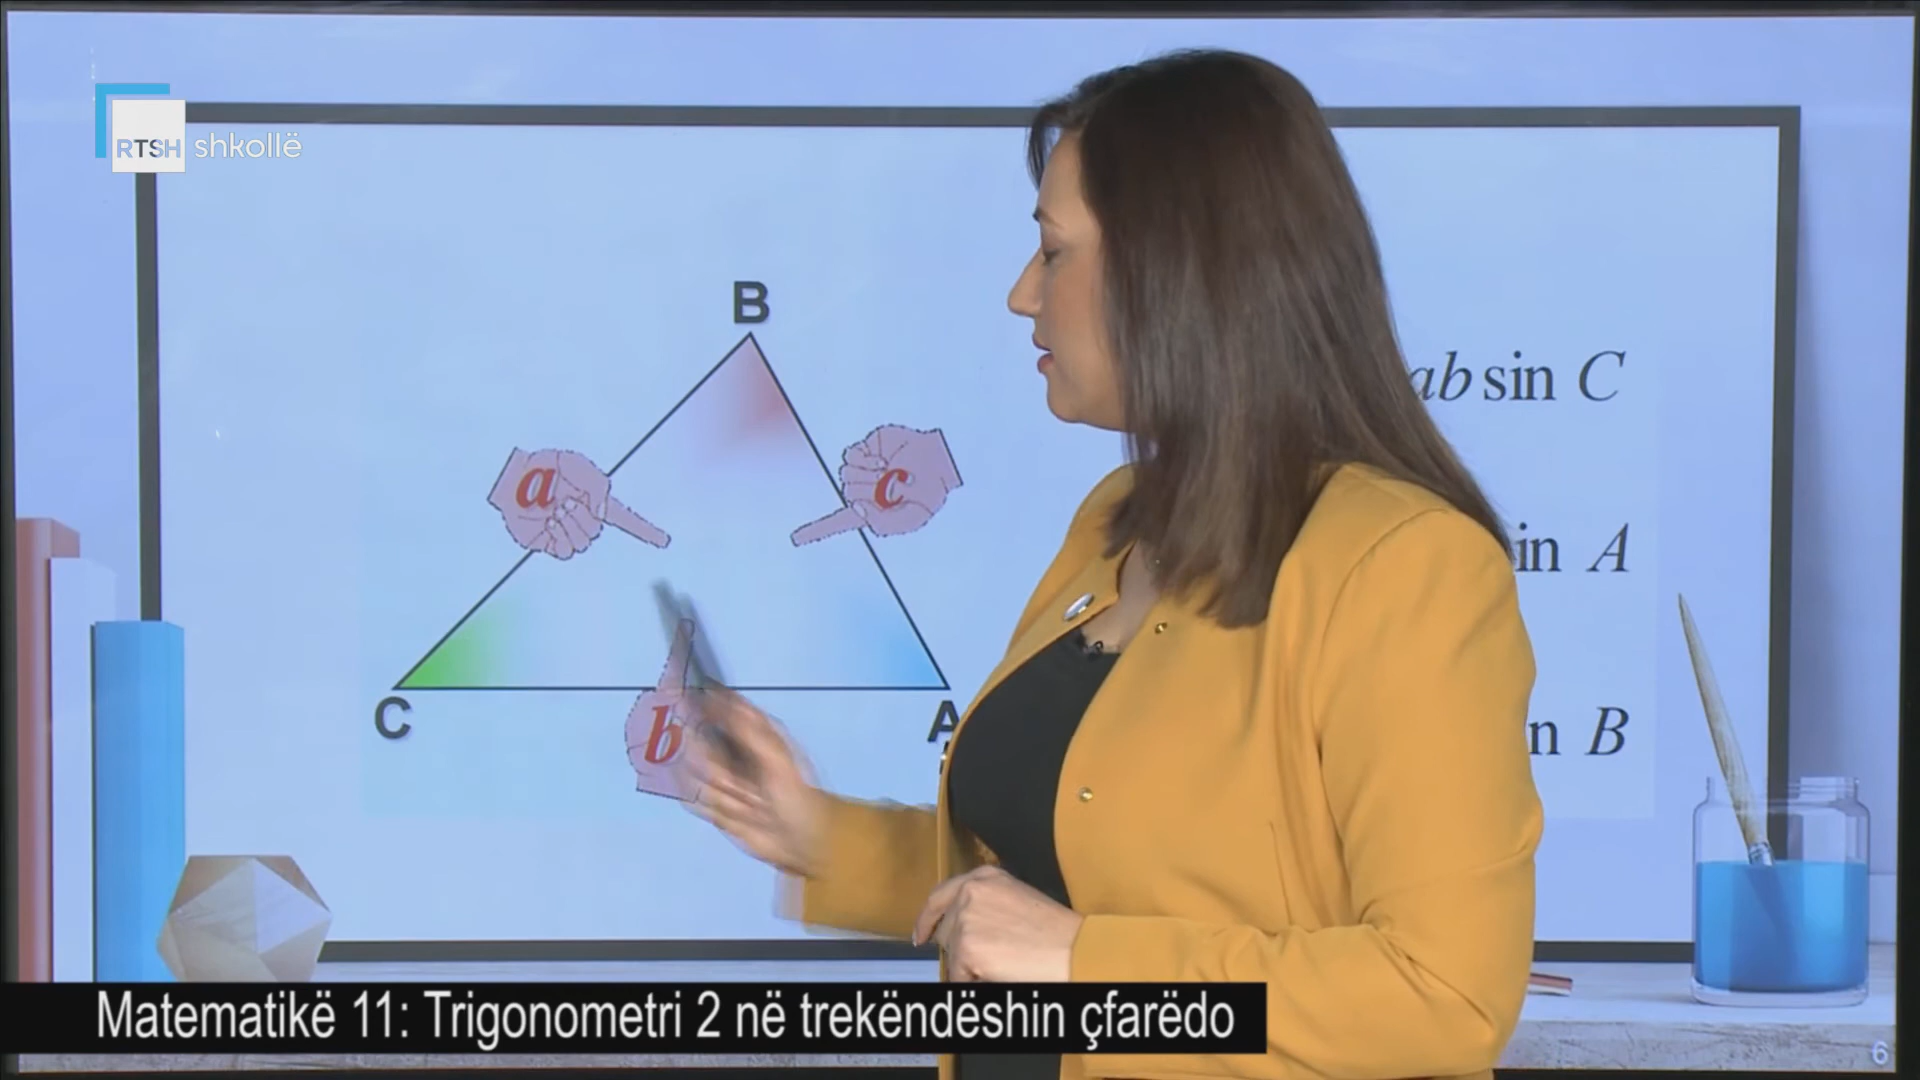 RTSH shkollë
B
ab sin C
a
c
in A
C
A
b
n B
Matematikë 11: Trigonometri 2 në trekëndëshin çfarëdo
6